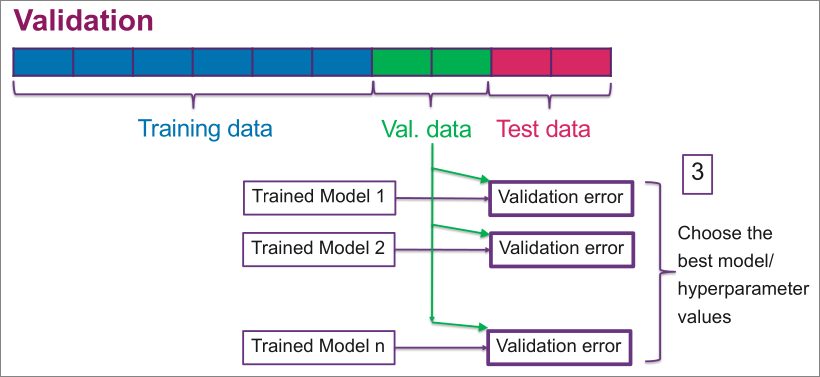 Validation
Training data
Val. data
Test data
3
Trained Model 1
Validation error
Trained Model 2
Validation error
Choose the
best model/
hyperparameter
values
Trained Model n
Validation error